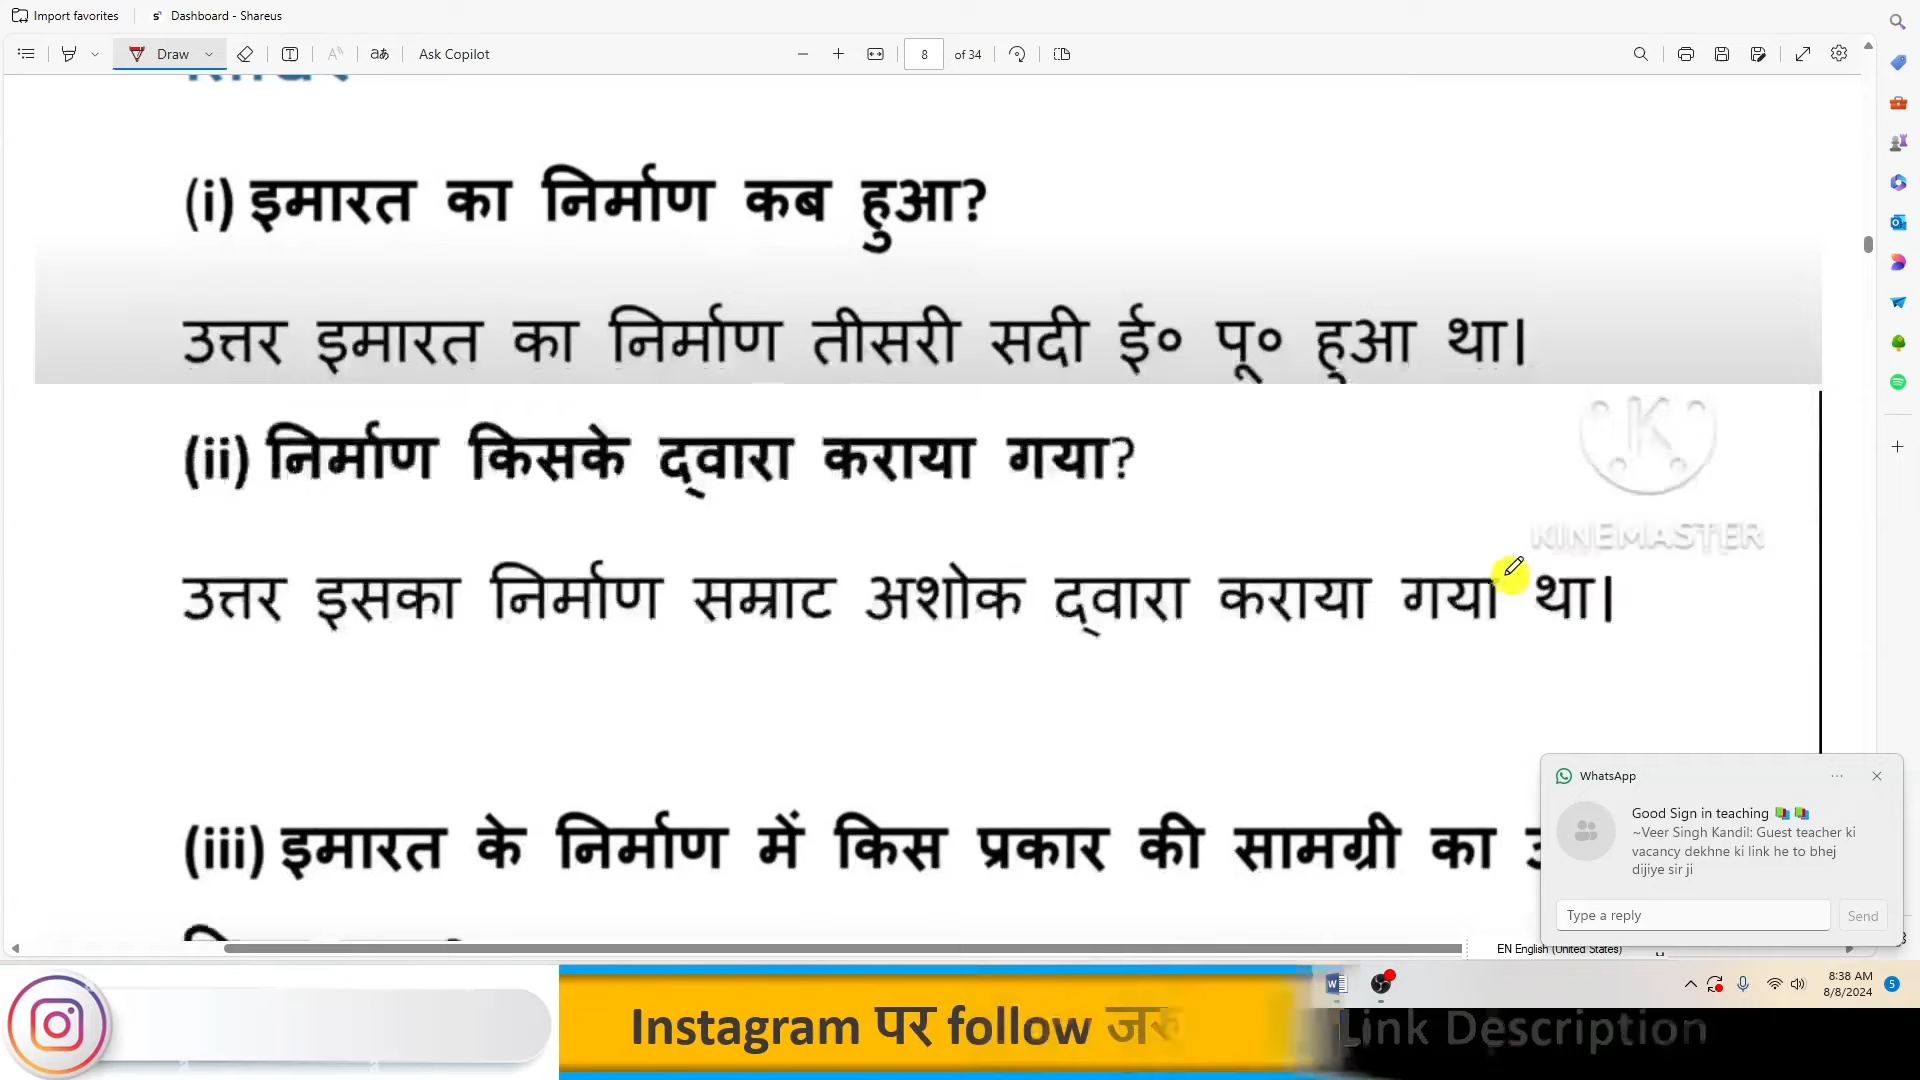 Import favorites
Dashboard - Shareus
Draw
Ask Copilot
8 of 34
(i) इमारत का निर्माण कब हुआ?
उत्तर इमारत का निर्माण तीसरी सदी ई० पू० हुआ था।
(ii) निर्माण किसके द्वारा कराया गया?
KINEMASTER
उत्तर इसका निर्माण सम्राट अशोक द्वारा कराया गया था।
(iii) इमारत के निर्माण में किस प्रकार की सामग्री का
WhatsApp
Good Sign in teaching
~Veer Singh Kandil: Guest teacher ki
vacancy dekhne ki link he to bhej
dijiye sir ji
Type a reply
Send
EN English (United States)
8:38 AM
8/8/2024
5
Instagram पर follow
Link Description